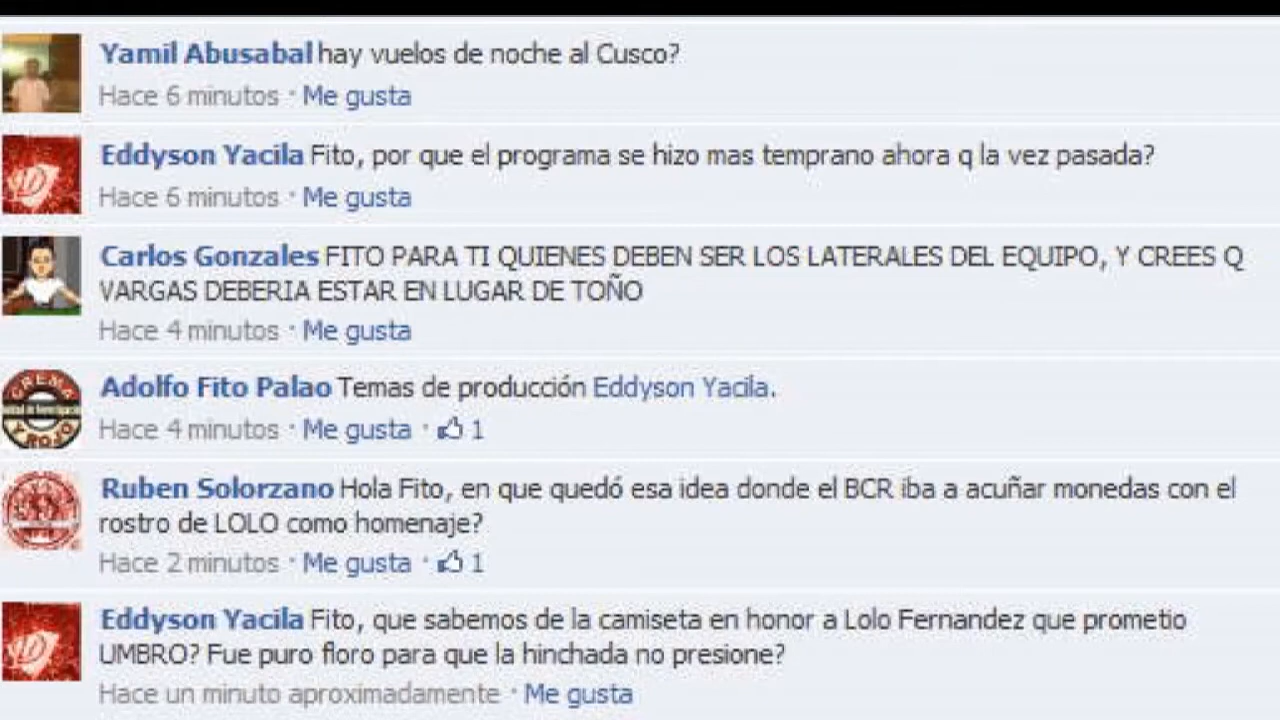 Yamil Abusabal hay vuelos de noche al Cusco?
Hace 6 minutos · Me gusta
Eddyson Yacila Fito, por que el programa se hizo mas temprano ahora q la vez pasada?
Hace 6 minutos · Me gusta
Carlos Gonzales FITO PARA TI QUIENES DEBEN SER LOS LATERALES DEL EQUIPO, Y CREES Q
VARGAS DEBERIA ESTAR EN LUGAR DE TOÑO
Hace 4 minutos · Me gusta
CREMA
Y ROJO
Adolfo Fito Palao Temas de producción Eddyson Yacila.
Hace 4 minutos · Me gusta · 1
Ruben Solorzano Hola Fito, en que quedó esa idea donde el BCR iba a acuñar monedas con el
rostro de LOLO como homenaje?
Hace 2 minutos · Me gusta · 1
Eddyson Yacila Fito, que sabemos de la camiseta en honor a Lolo Fernandez que prometio
UMBRO? Fue puro floro para que la hinchada no presione?
Hace un minuto aproximadamente · Me gusta